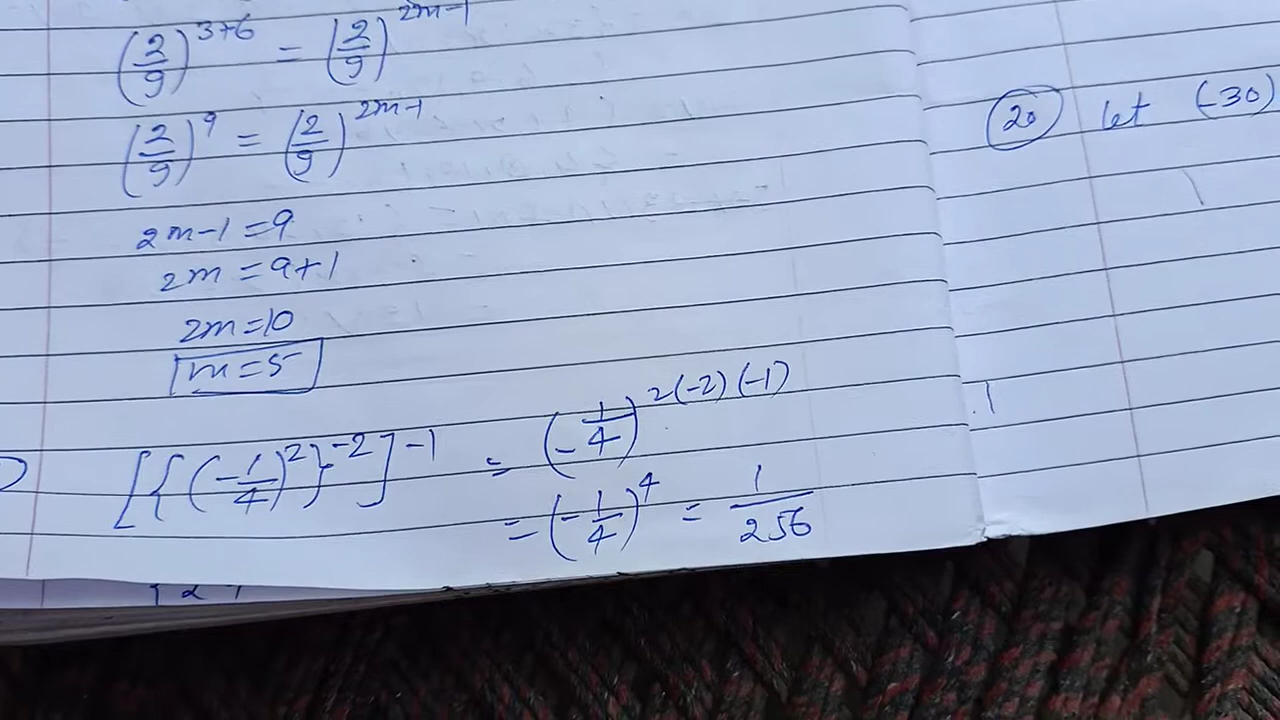 (2/9)^3+6 = (2/9)^2m-1
(2/9)^9 = (2/9)^2m-1
2m-1=9
2m=9+1
2m=10
m=5
[{(-1/4)^2}^-2]^-1 = (-1/4)^2(-2)(-1)
= (-1/4)^4 = 1/256
20 let (-30)